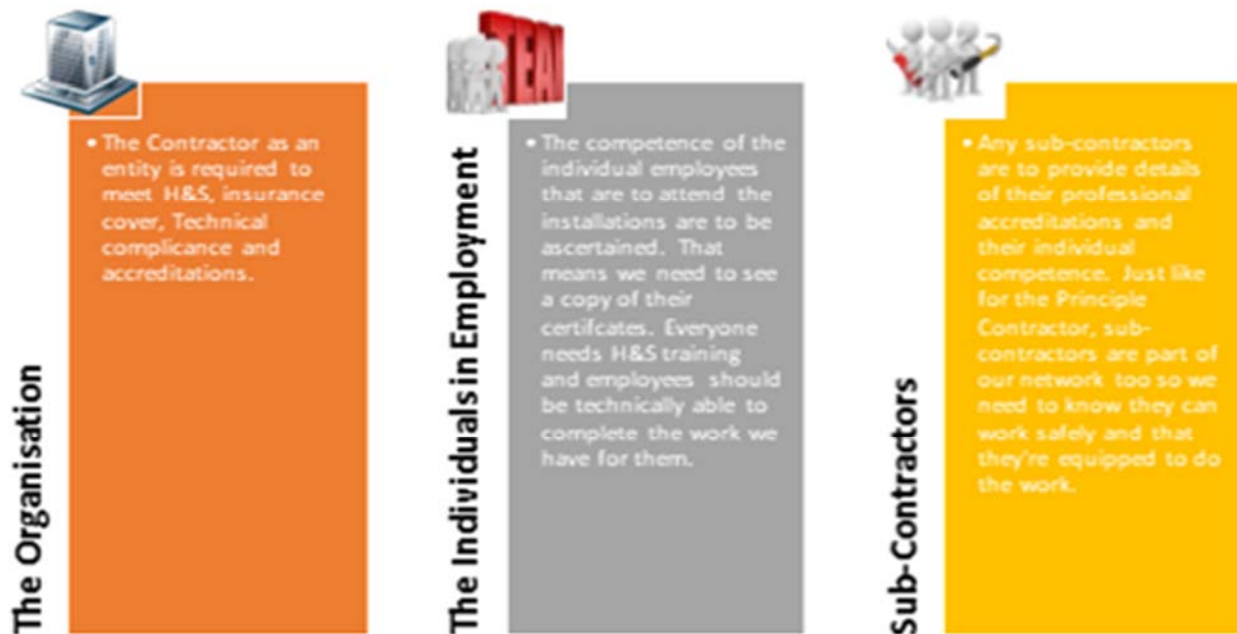 The Organisation
• The Contractor as an
entity is required to
meet H&S, insurance
cover, Technical
complicance and
accreditations.
The Individuals in Employment
• The competence of the
individual employees
that are to attend the
installations are to be
ascertained. That
means we need to see
a copy of their
certifcates. Everyone
needs H&S training
and employees should
be technically able to
complete the work we
have for them.
Sub-Contractors
• Any sub-contractors
are to provide details
of their professional
accreditations and
their individual
competence. Just like
for the Principle
Contractor, sub-
contractors are part of
our network too so we
need to know they can
work safely and that
they're equipped to do
the work.